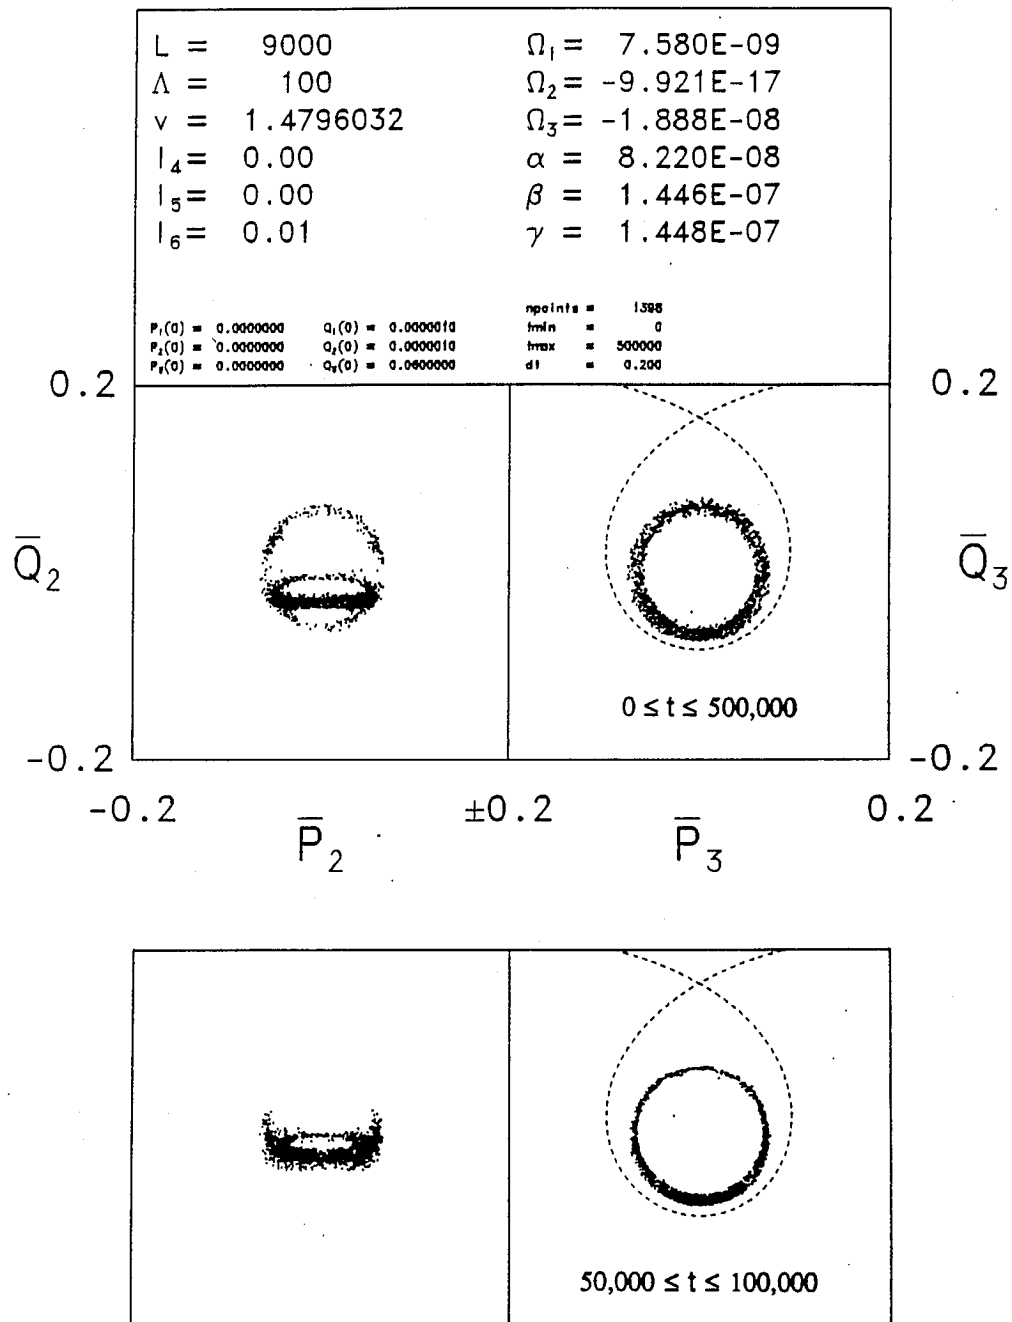 L = 9000 Ω₁ = 7.580E-09
Λ = 100 Ω₂ = -9.921E-17
v = 1.4796032 Ω₃ = -1.888E-08
I₄ = 0.00 α = 8.220E-08
I₅ = 0.00 β = 1.446E-07
I₆ = 0.01 γ = 1.448E-07
npoints = 1398
P₁(0) = 0.0000000 Q₁(0) = 0.0000010 tmin = 0
P₂(0) = 0.0000000 Q₂(0) = 0.0000010 tmax = 500000
P₃(0) = 0.0000000 Q₃(0) = 0.0600000 dt = 0.200
0.2 0.2
Q̅₂ Q̅₃
0 ≤ t ≤ 500,000
-0.2 -0.2
-0.2 ±0.2 0.2
P̅₂ P̅₃
50,000 ≤ t ≤ 100,000